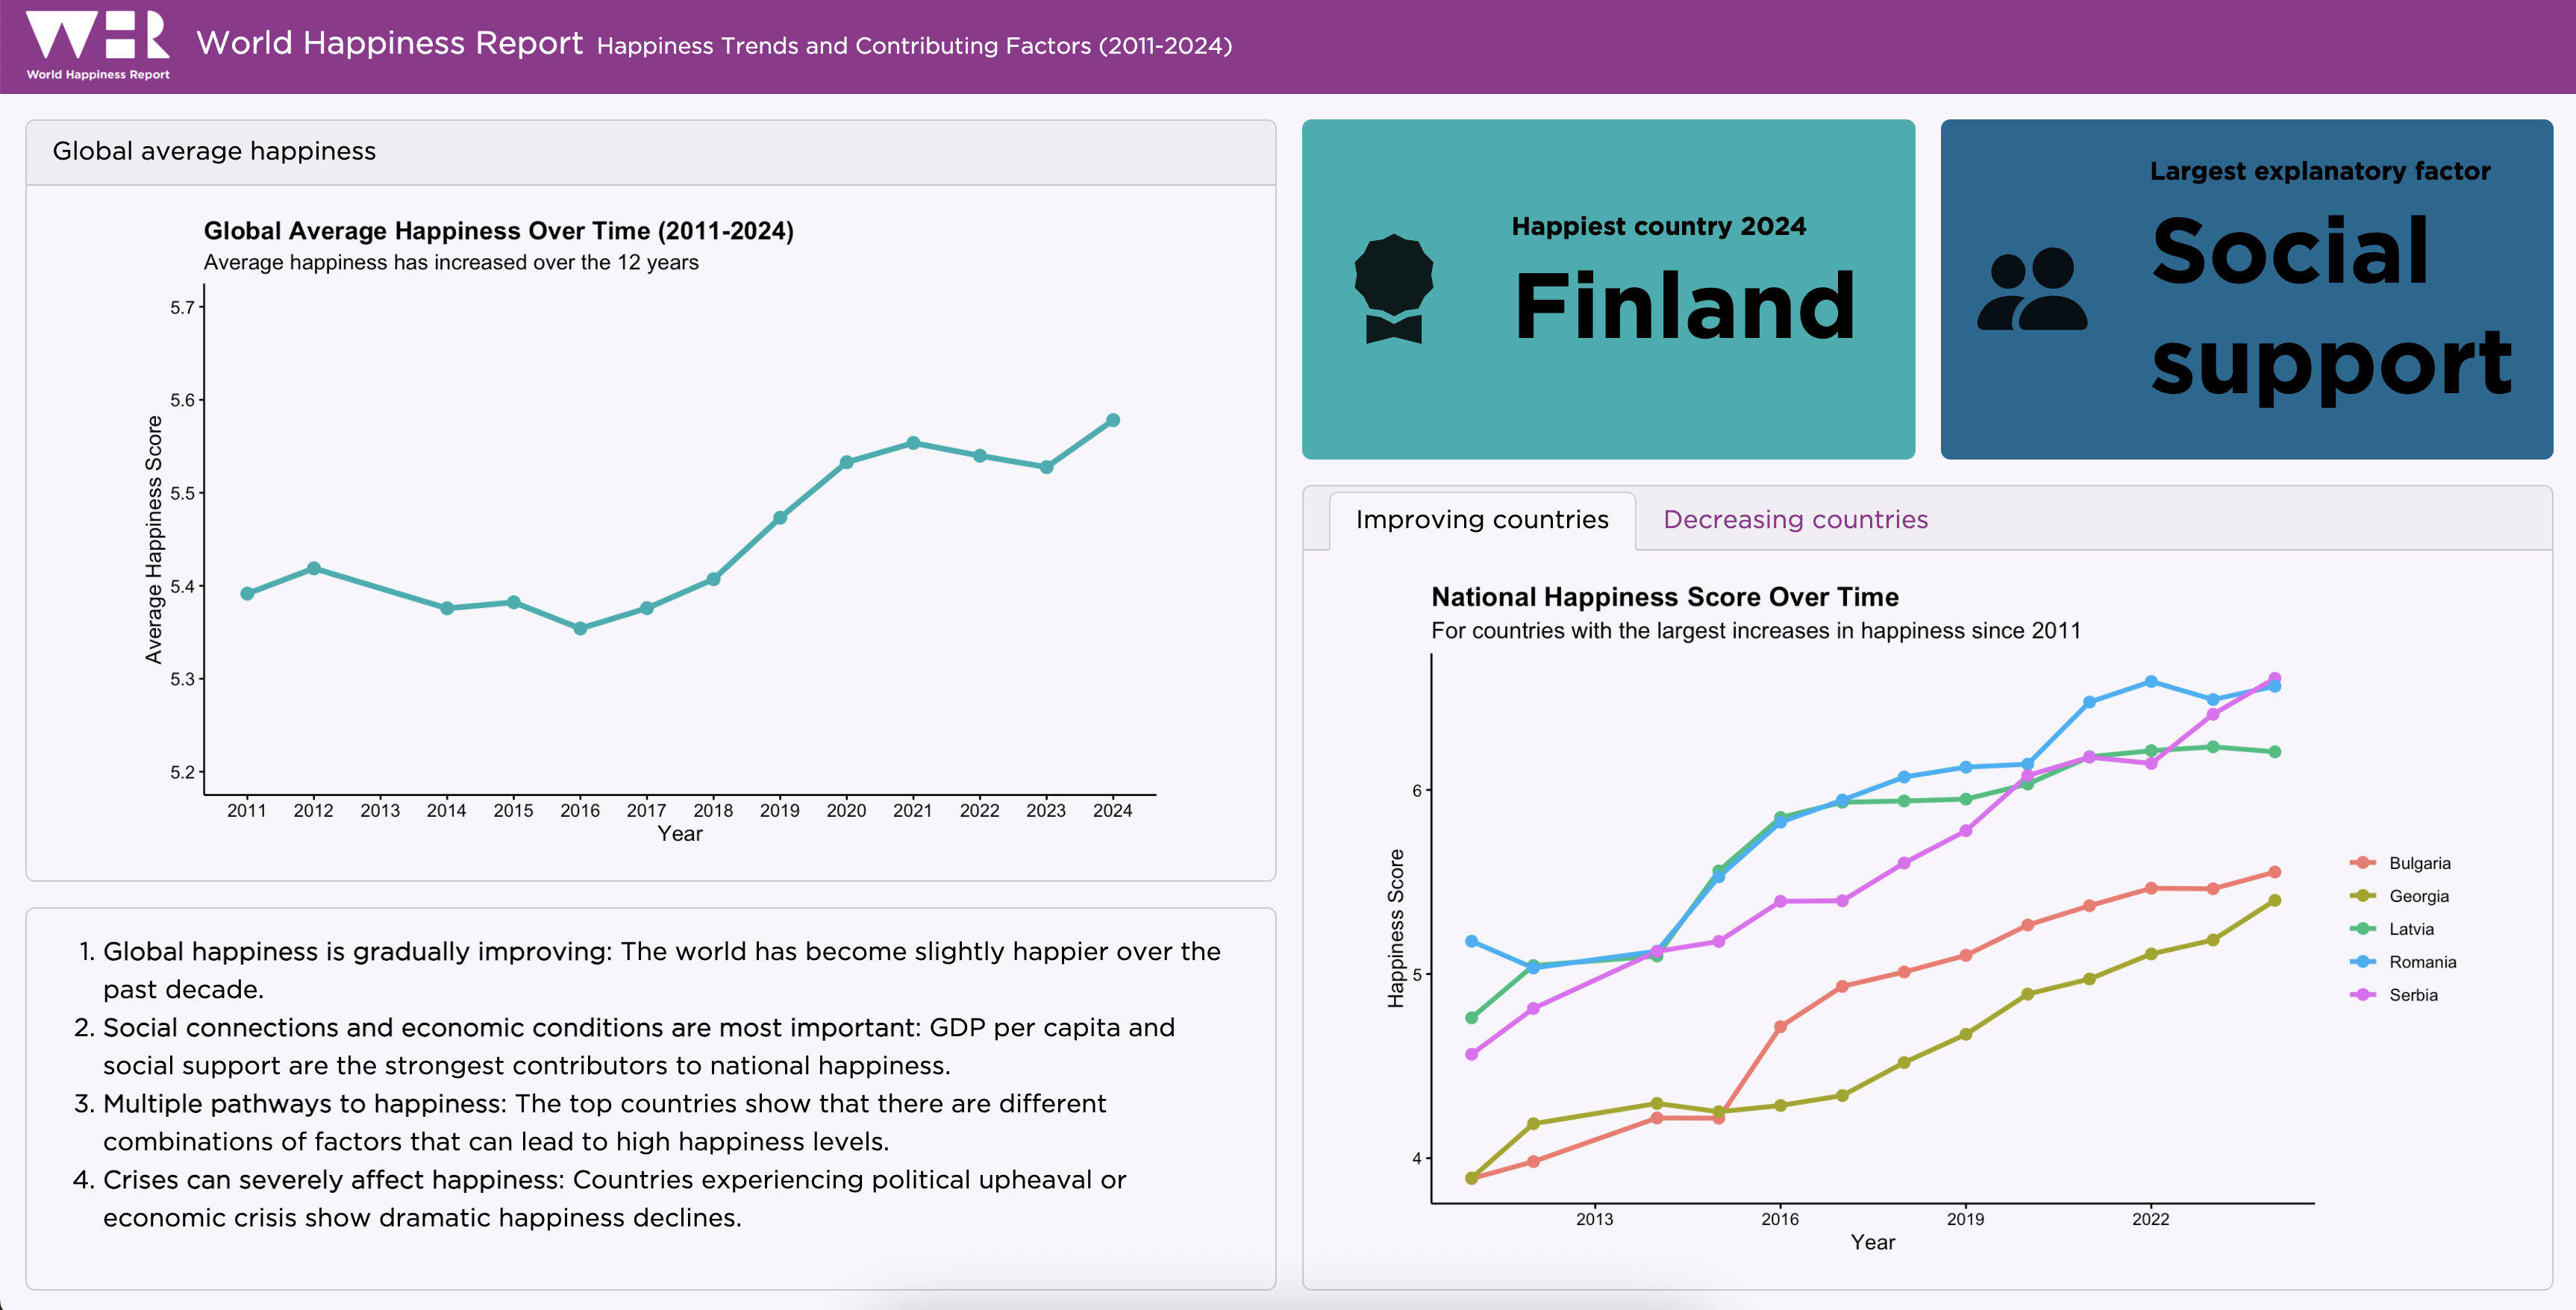 WHR
World Happiness Report
World Happiness Report Happiness Trends and Contributing Factors (2011-2024)
Global average happiness
Global Average Happiness Over Time (2011-2024)
Average happiness has increased over the 12 years
Average Happiness Score
5.7
5.6
5.5
5.4
5.3
5.2
2011 2012 2013 2014 2015 2016 2017 2018 2019 2020 2021 2022 2023 2024
Year
1. Global happiness is gradually improving: The world has become slightly happier over the
past decade.
2. Social connections and economic conditions are most important: GDP per capita and
social support are the strongest contributors to national happiness.
3. Multiple pathways to happiness: The top countries show that there are different
combinations of factors that can lead to high happiness levels.
4. Crises can severely affect happiness: Countries experiencing political upheaval or
economic crisis show dramatic happiness declines.
Happiest country 2024
Finland
Largest explanatory factor
Social
support
Improving countries
Decreasing countries
National Happiness Score Over Time
For countries with the largest increases in happiness since 2011
Happiness Score
6
5
4
2013 2016 2019 2022
Year
Bulgaria
Georgia
Latvia
Romania
Serbia